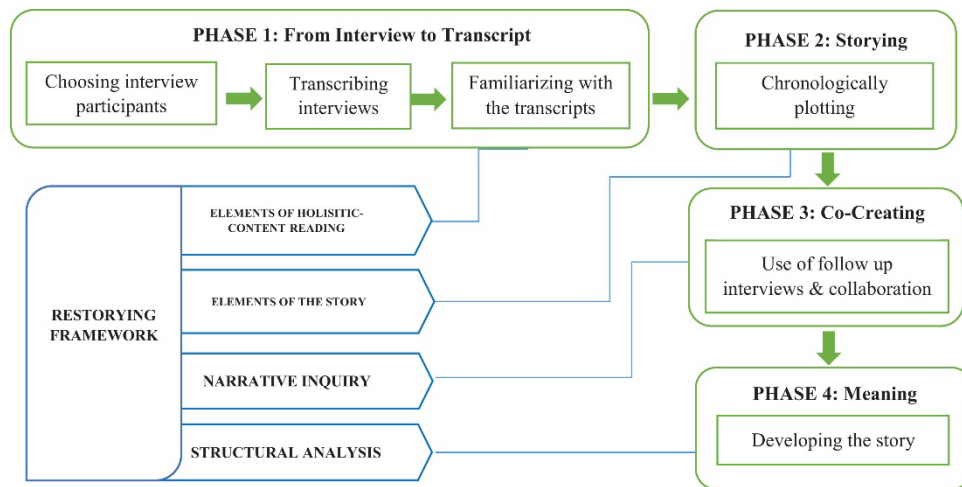 PHASE 1: From Interview to Transcript
Choosing interview
participants
Transcribing
interviews
Familiarizing with
the transcripts
PHASE 2: Storying
Chronologically
plotting
PHASE 3: Co-Creating
Use of follow up
interviews & collaboration
PHASE 4: Meaning
Developing the story
RESTORYING
FRAMEWORK
ELEMENTS OF HOLISITIC-
CONTENT READING
ELEMENTS OF THE STORY
NARRATIVE INQUIRY
STRUCTURAL ANALYSIS